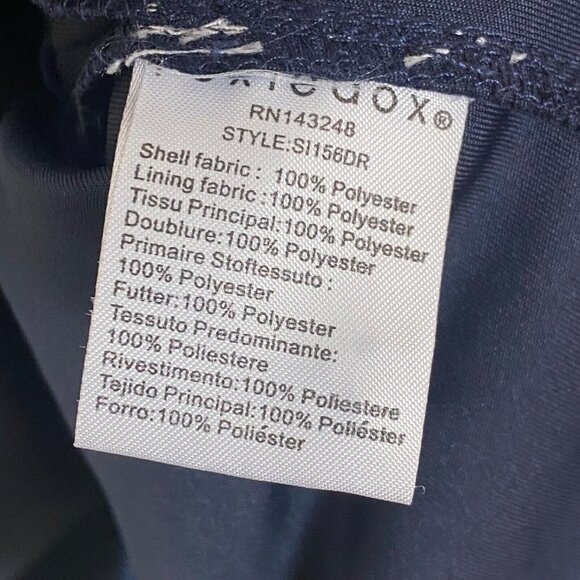 RN143248
STYLE:SI156DR
Shell fabric : 100% Polyester
Lining fabric : 100% Polyester
Tissu Principal:100% Polyester
Doublure:100% Polyester
Primaire Stoftessuto :
100% Polyester
Futter:100% Polyester
Tessuto Predominante:
100% Poliestere
Rivestimento:100% Poliestere
Tejido Principal:100% Poliéster
Forro:100% Poliéster